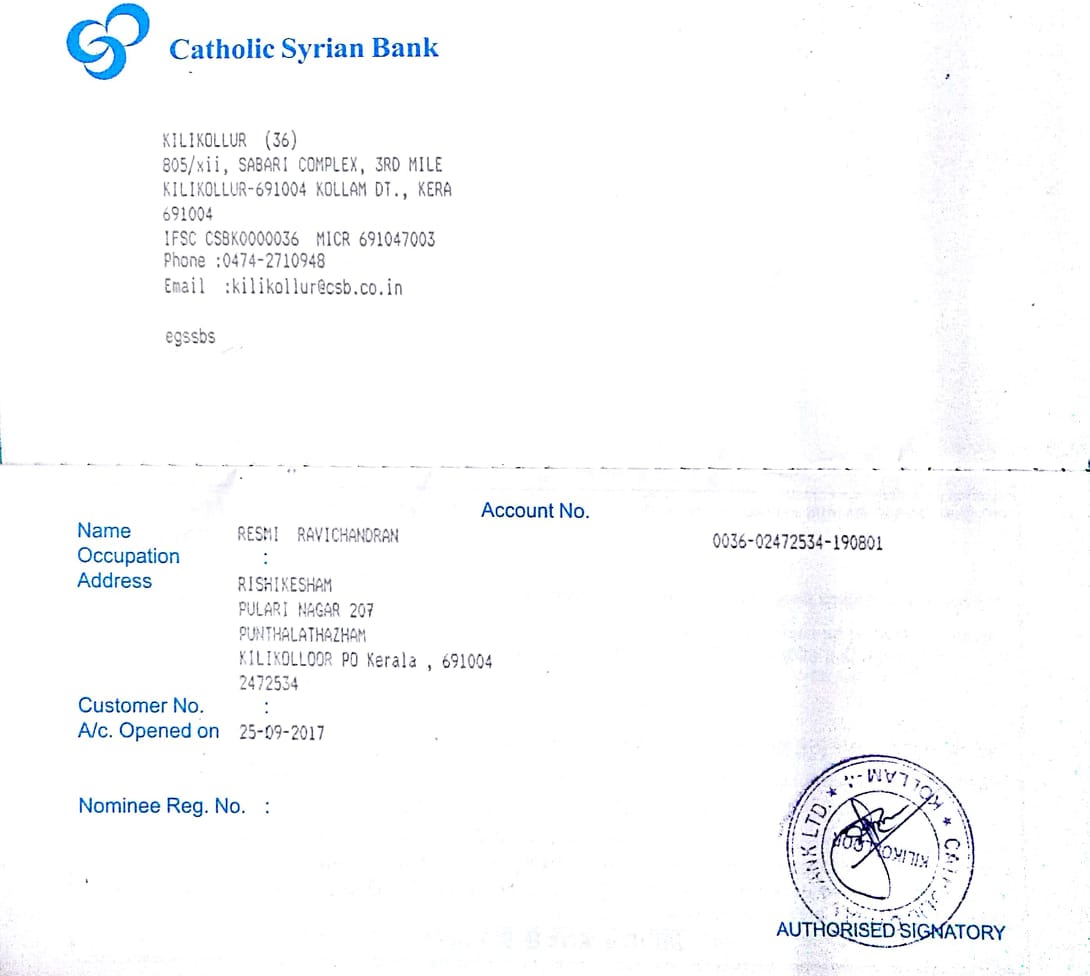 Catholic Syrian Bank
KILIKOLLUR (36)
805/xii, SABARI COMPLEX, 3RD MILE
KILIKOLLUR-691004 KOLLAM DT., KERA
691004
IFSC CSBK0000036 MICR 691047003
Phone :0474-2710948
Email :kilikollur@csb.co.in
egssbs
Account No.
Name RESMI RAVICHANDRAN 0036-02472534-190801
Occupation :
Address RISHIKESHAM
PULARI NAGAR 207
PUNTHALATHAZHAM
KILIKOLLOOR PO Kerala , 691004
2472534
Customer No. :
A/c. Opened on 25-09-2017
Nominee Reg. No. :
KOLLAM
BANK LTD.
AUTHORISED SIGNATORY